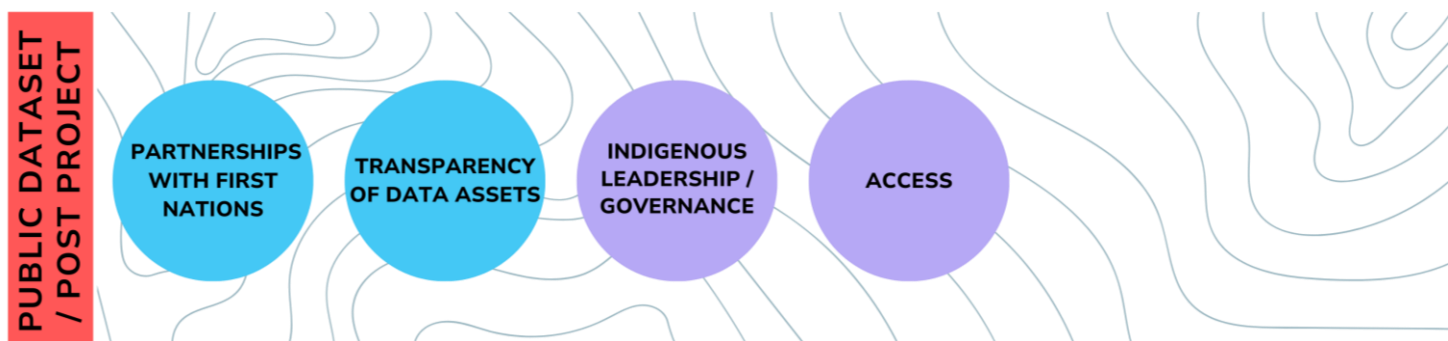 PUBLIC DATASET
/ POST PROJECT
PARTNERSHIPS
WITH FIRST
NATIONS
TRANSPARENCY
OF DATA ASSETS
INDIGENOUS
LEADERSHIP /
GOVERNANCE
ACCESS